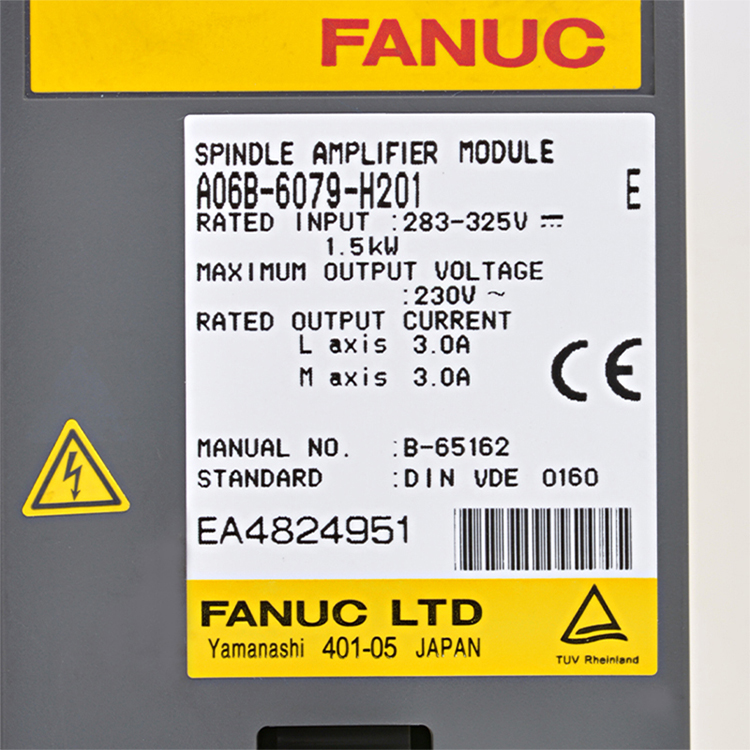 FANUC
SPINDLE AMPLIFIER MODULE
A06B-6079-H201 E
RATED INPUT :283-325V ⎓
1.5kW
MAXIMUM OUTPUT VOLTAGE
:230V ~
RATED OUTPUT CURRENT
L axis 3.0A
M axis 3.0A
CE
MANUAL NO. :B-65162
STANDARD :DIN VDE 0160
EA4824951
FANUC LTD
Yamanashi 401-05 JAPAN
TUV Rheinland